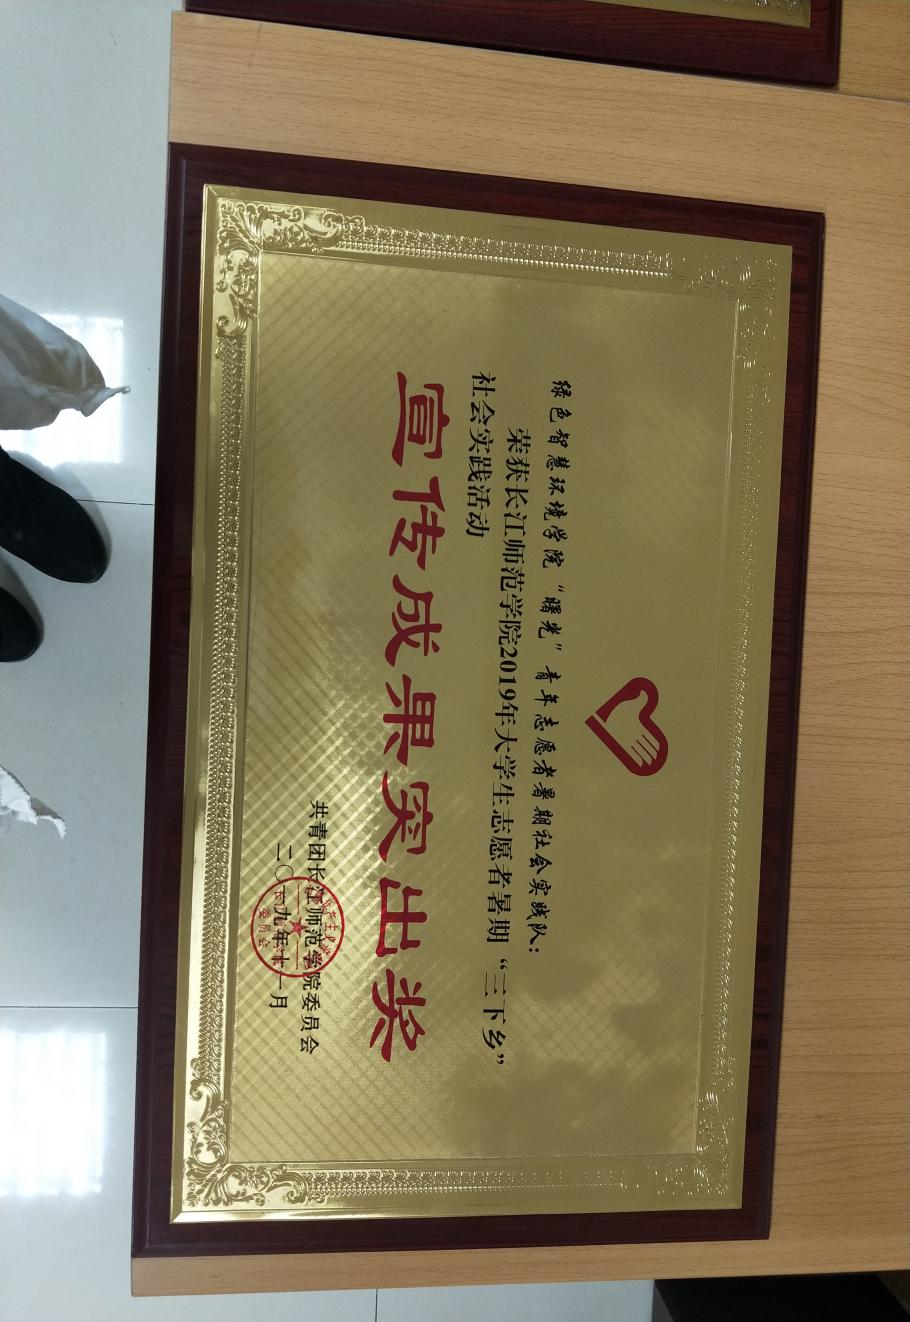 绿色智慧环境学院“曙光”青年志愿者暑期社会实践队：
荣获长江师范学院2019年大学生志愿者暑期“三下乡”
社会实践活动
宣传成果突出奖
共青团长江师范学院委员会
二〇一九年十一月